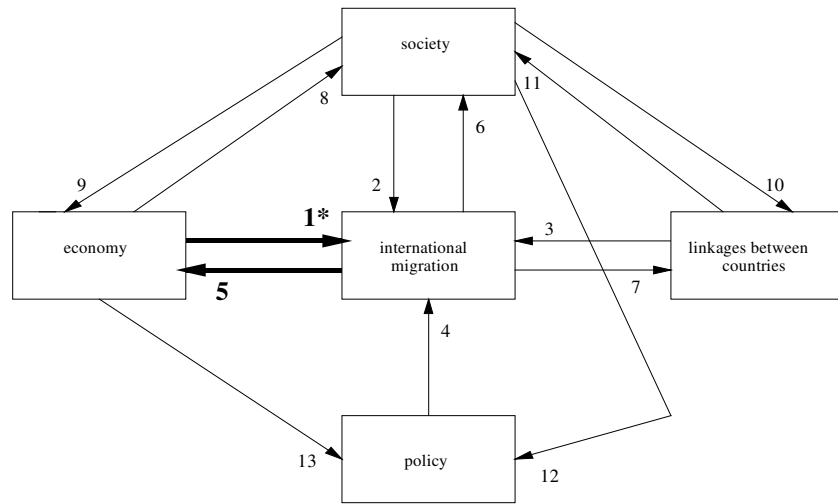 society
8
11
6
9
2
10
1*
economy
international
migration
3
linkages between
countries
5
7
4
13
policy
12